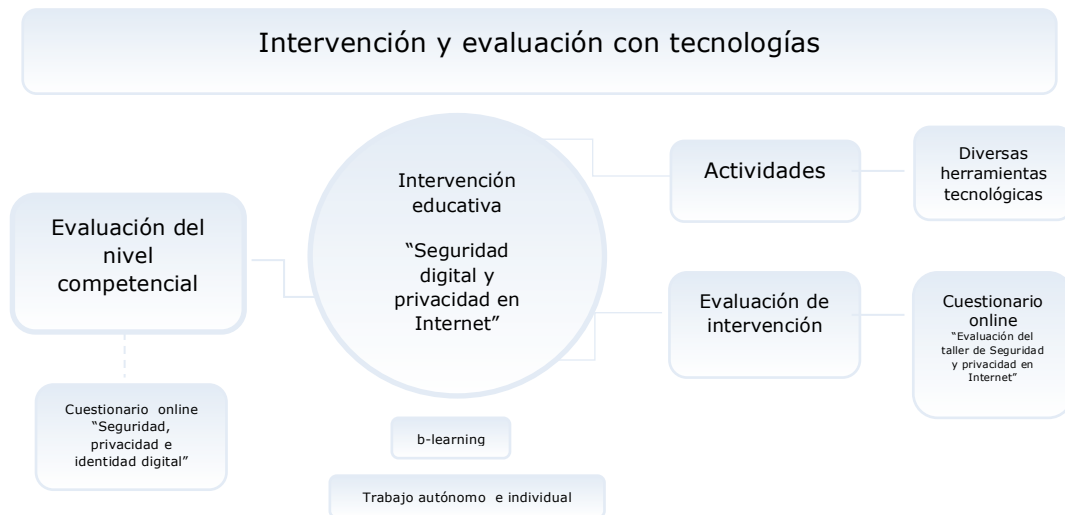 Intervención y evaluación con tecnologías
Evaluación del
nivel
competencial
Cuestionario online
“Seguridad,
privacidad e
identidad digital”
Intervención
educativa
“Seguridad
digital y
privacidad en
Internet”
b-learning
Trabajo autónomo e individual
Actividades
Diversas
herramientas
tecnológicas
Evaluación de
intervención
Cuestionario
online
“Evaluación del
taller de Seguridad
y privacidad en
Internet”